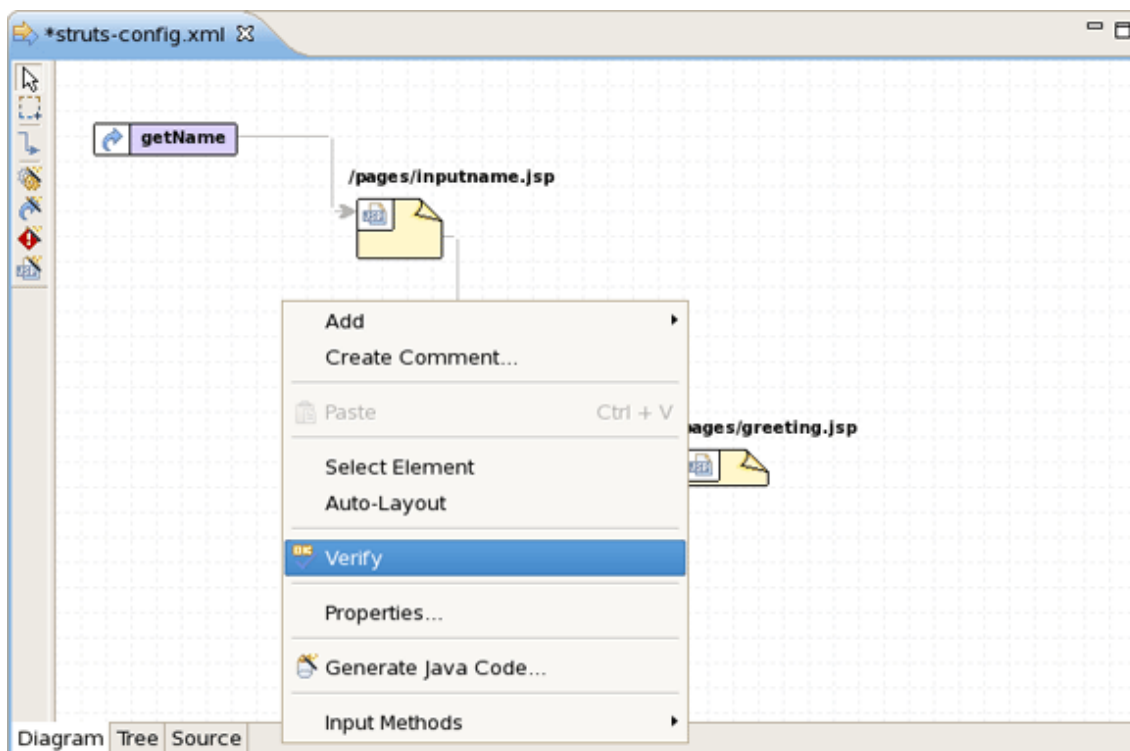 *struts-config.xml
getName
/pages/inputname.jsp
Add
Create Comment...
Paste Ctrl + V
pages/greeting.jsp
Select Element
Auto-Layout
Verify
Properties...
Generate Java Code...
Input Methods
Diagram Tree Source